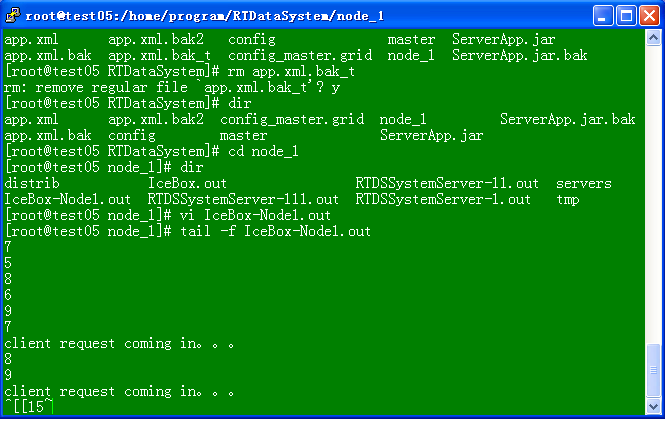 root@test05:/home/program/RTDataSystem/node_1
app.xml app.xml.bak2 config master ServerApp.jar
app.xml.bak app.xml.bak_t config_master.grid node_1 ServerApp.jar.bak
[root@test05 RTDataSystem]# rm app.xml.bak_t
rm: remove regular file `app.xml.bak_t'? y
[root@test05 RTDataSystem]# dir
app.xml app.xml.bak2 config_master.grid node_1 ServerApp.jar.bak
app.xml.bak config master ServerApp.jar
[root@test05 RTDataSystem]# cd node_1
[root@test05 node_1]# dir
distrib IceBox.out RTDSSystemServer-11.out servers
IceBox-Node1.out RTDSSystemServer-111.out RTDSSystemServer-1.out tmp
[root@test05 node_1]# vi IceBox-Node1.out
[root@test05 node_1]# tail -f IceBox-Node1.out
7
5
8
6
9
7
client request coming in。。。
8
9
client request coming in。。。
^[[15~